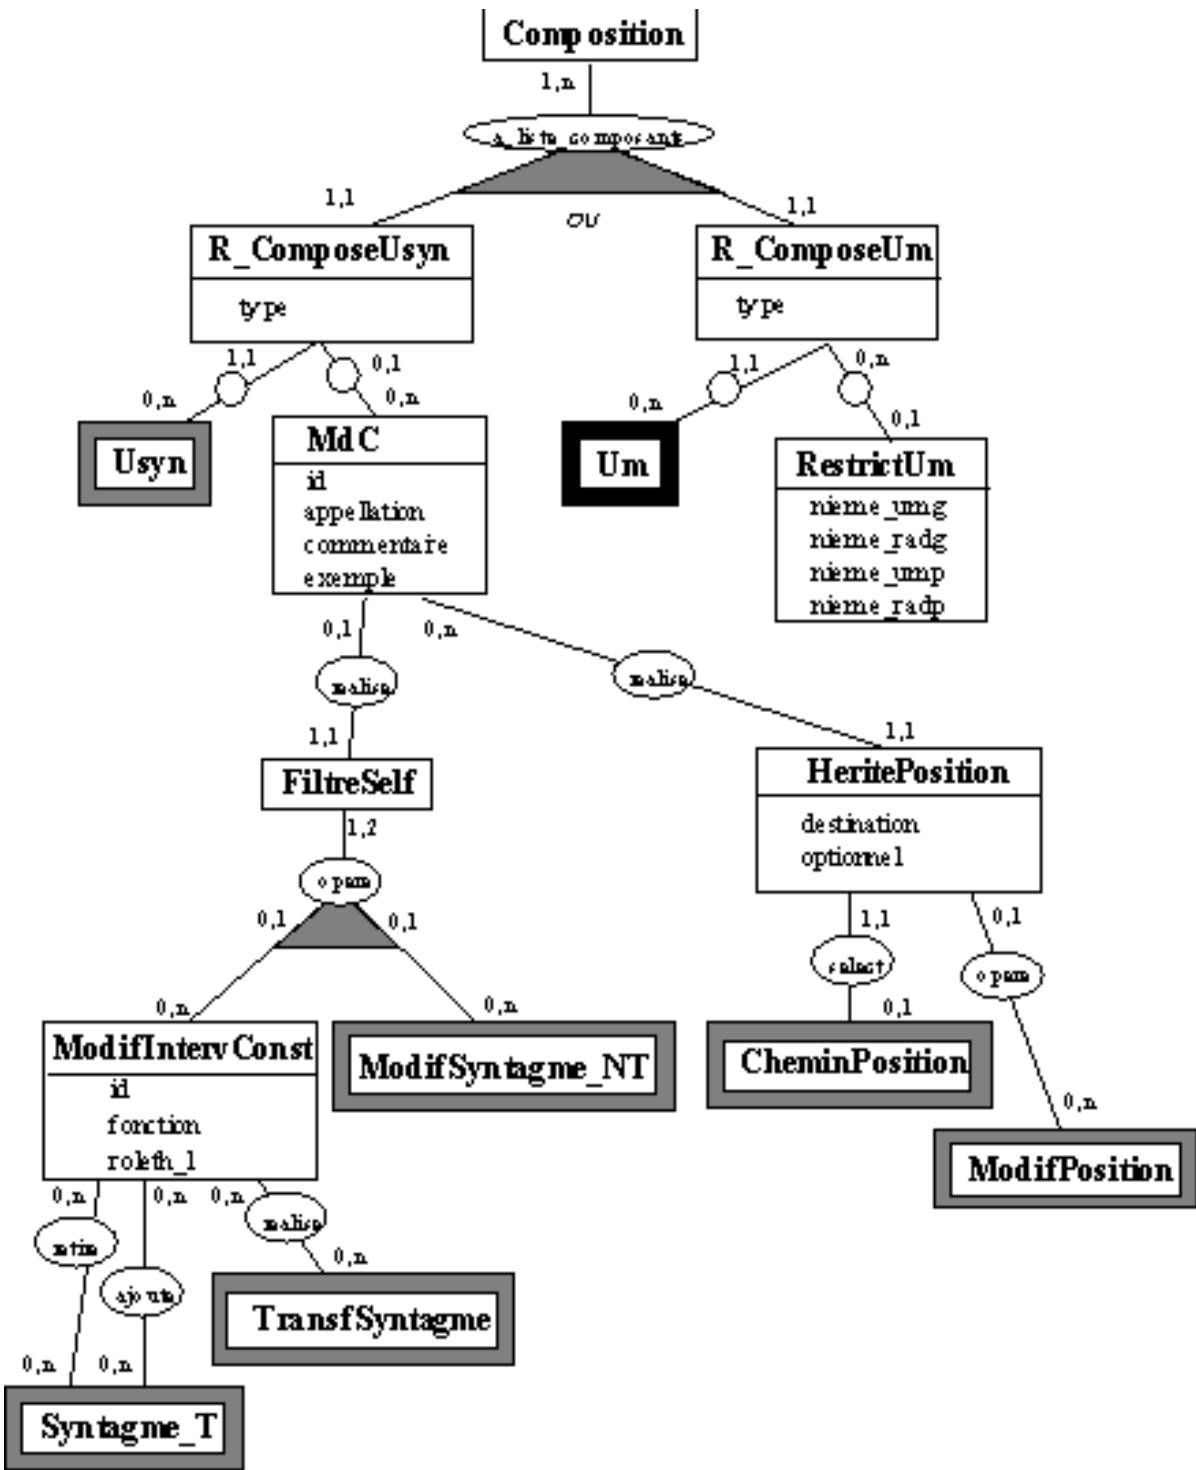 Composition
1,n
a_liste_composants
1,1
OU
1,1
R_ComposeUsyn
R_ComposeUm
type
type
1,1
0,1
1,1
0,n
0,n
0,n
0,n
0,1
Usyn
MdC
Um
RestrictUm
id
appellation
commentaire
exemple
nieme_umg
nieme_radg
nieme_ump
nieme_radp
0,1
0,n
1,1
1,1
FiltreSelf
HeritePosition
destination
optionnel
1,2
opere
0,1
0,1
1,1
0,1
select
opere
0,n
0,n
0,1
ModifIntervConst
ModifSyntagme_NT
CheminPosition
id
fonction
roleth_l
0,n
ModifPosition
0,n
0,n
0,n
retire
ajoute
0,n
TransfSyntagme
0,n
0,n
Syntagme_T